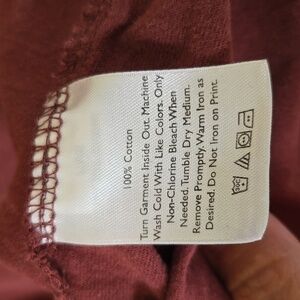 100% Cotton
Turn Garment Inside Out. Machine
Wash Cold With Like Colors. Only
Non-Chlorine Bleach When
Needed. Tumble Dry Medium.
Remove Promptly. Warm Iron as
Desired. Do Not Iron on Print.